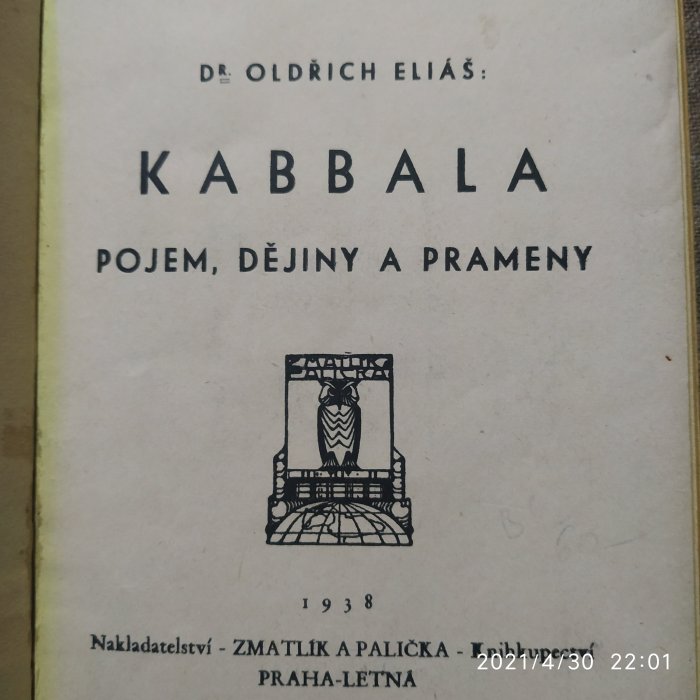 DR. OLDŘICH ELIÁŠ:
KABBALA
POJEM, DĚJINY A PRAMENY
ZMATLÍK
PALIČKA
1938
Nakladatelství - ZMATLÍK A PALIČKA - Knihkupectví
PRAHA-LETNÁ
2021/4/30 22:01